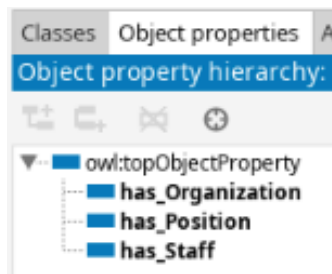 Classes Object properties
Object property hierarchy:
owl:topObjectProperty
has_Organization
has_Position
has_Staff